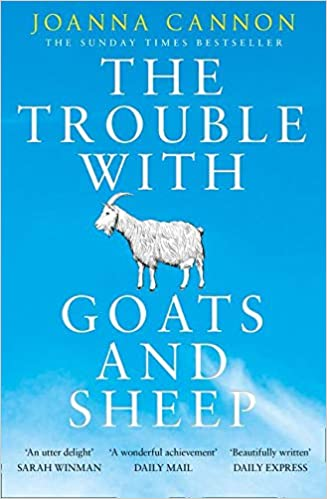 JOANNA CANNON
THE SUNDAY TIMES BESTSELLER
THE
TROUBLE
WITH
GOATS
AND
SHEEP
‘An utter delight’ ‘A wonderful achievement’ ‘Beautifully written’
SARAH WINMAN DAILY MAIL DAILY EXPRESS